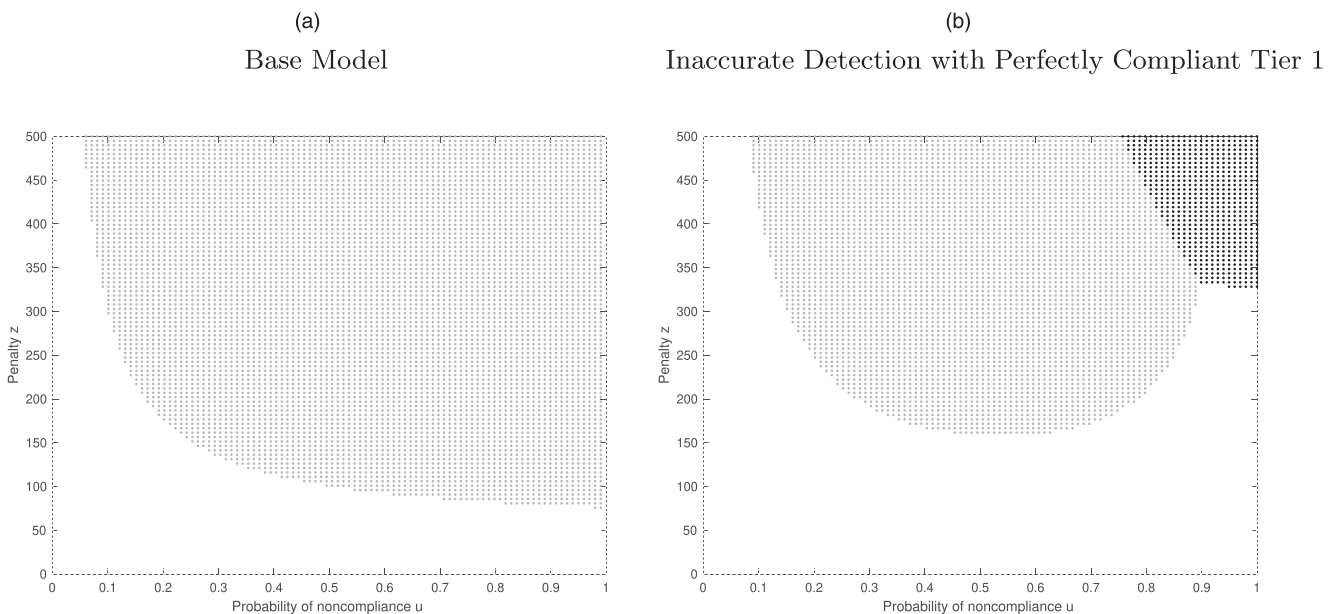 (a)
Base Model
500
450
400
350
300
250
200
150
100
50
0
Penalty z
0 0.1 0.2 0.3 0.4 0.5 0.6 0.7 0.8 0.9 1
Probability of noncompliance u
(b)
Inaccurate Detection with Perfectly Compliant Tier 1
500
450
400
350
300
250
200
150
100
50
0
Penalty z
0 0.1 0.2 0.3 0.4 0.5 0.6 0.7 0.8 0.9 1
Probability of noncompliance u